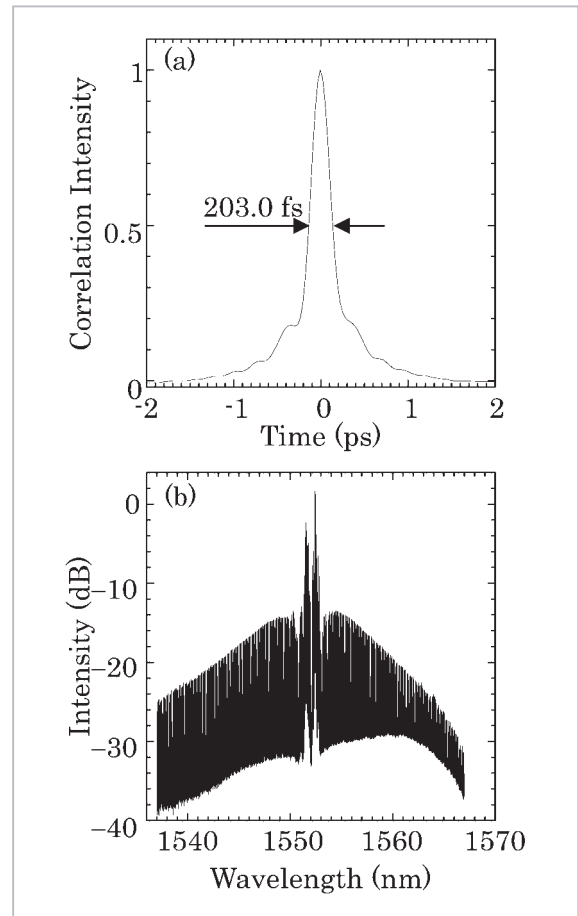 (a)
Correlation Intensity
1
0.5
0
203.0 fs
-2
-1
0
1
2
Time (ps)
(b)
Intensity (dB)
0
−10
−20
−30
−40
1540
1550
1560
1570
Wavelength (nm)